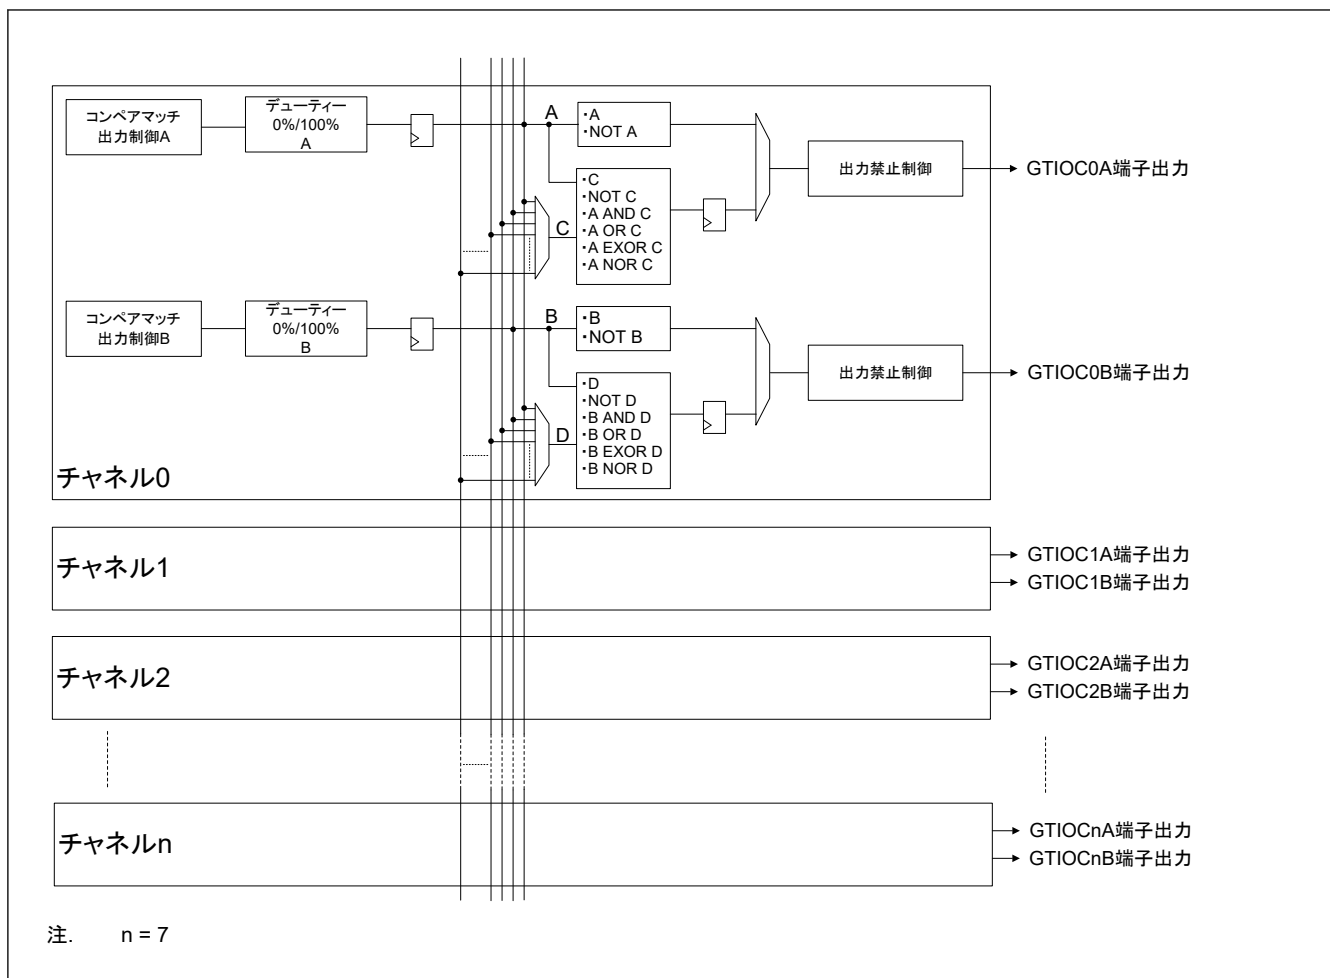 コンペアマッチ
出力制御A
デューティー
0%/100%
A
A
・A
・NOT A
・C
・NOT C
・A AND C
・A OR C
・A EXOR C
・A NOR C
C
出力禁止制御
GTIOC0A端子出力
コンペアマッチ
出力制御B
デューティー
0%/100%
B
B
・B
・NOT B
・D
・NOT D
・B AND D
・B OR D
・B EXOR D
・B NOR D
D
出力禁止制御
GTIOC0B端子出力
チャネル0
チャネル1
GTIOC1A端子出力
GTIOC1B端子出力
チャネル2
GTIOC2A端子出力
GTIOC2B端子出力
チャネルn
GTIOCnA端子出力
GTIOCnB端子出力
注. n = 7